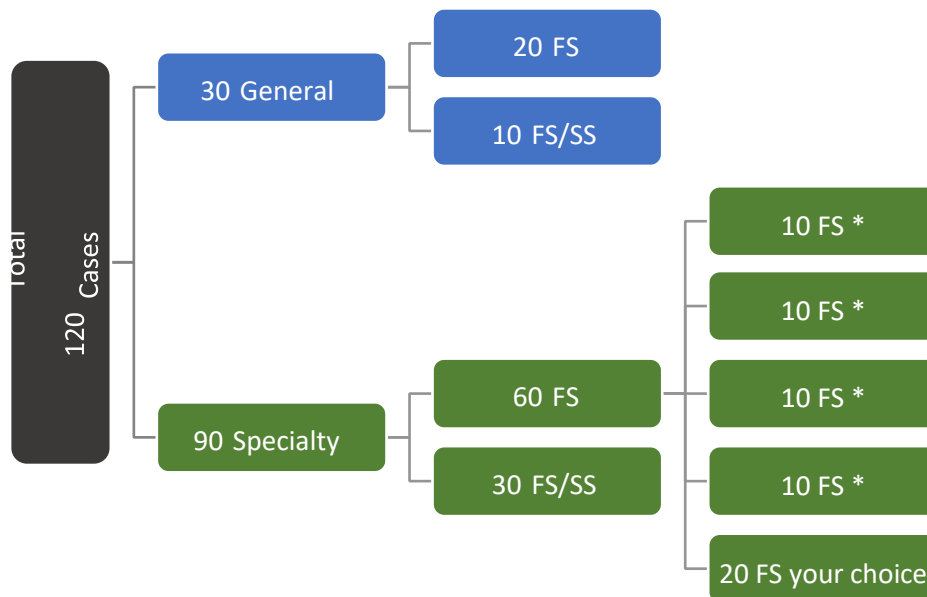 Total
120 Cases
30 General
20 FS
10 FS/SS
90 Specialty
60 FS
30 FS/SS
10 FS *
10 FS *
10 FS *
10 FS *
20 FS your choice